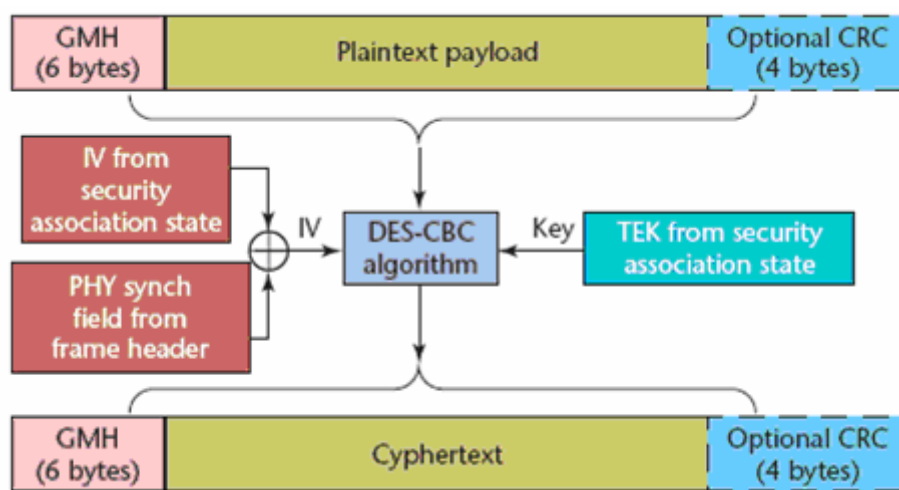 GMH
(6 bytes)
Plaintext payload
Optional CRC
(4 bytes)
IV from
security
association state
IV
DES-CBC
algorithm
Key
TEK from security
association state
PHY synch
field from
frame header
GMH
(6 bytes)
Cyphertext
Optional CRC
(4 bytes)